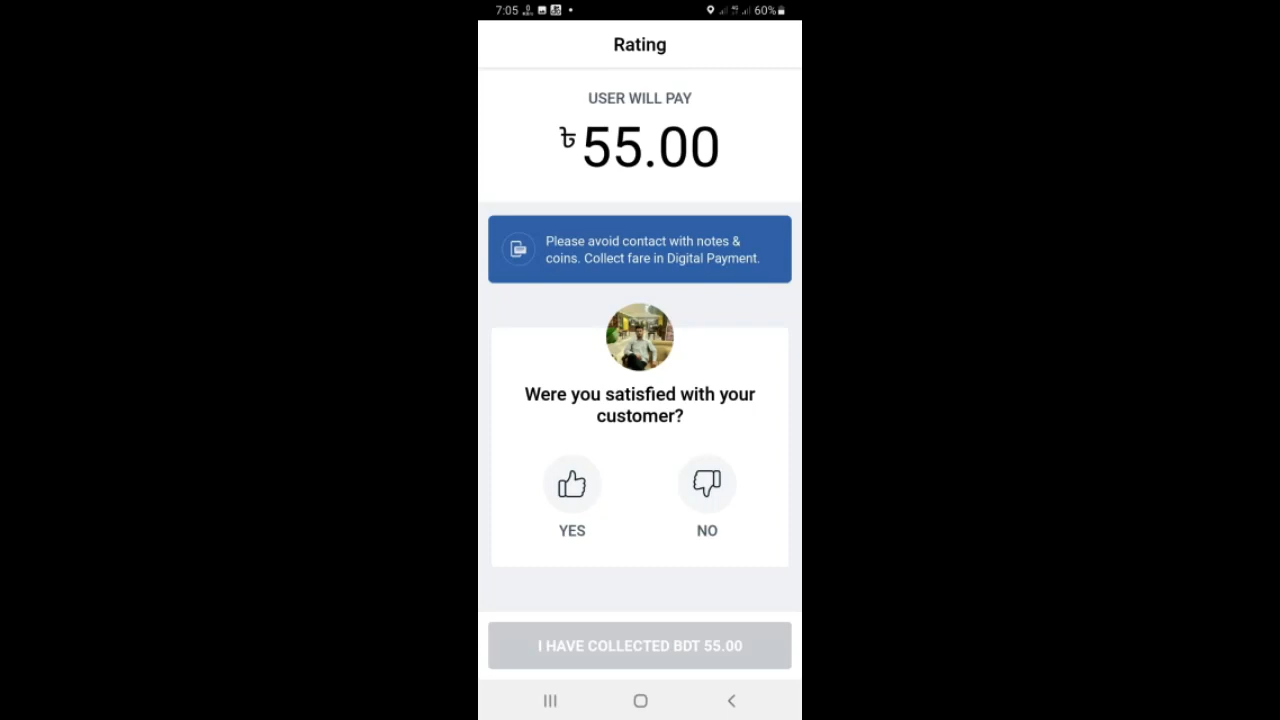 7:05 60%
Rating
USER WILL PAY
৳55.00
Please avoid contact with notes &
coins. Collect fare in Digital Payment.
Were you satisfied with your
customer?
YES NO
I HAVE COLLECTED BDT 55.00